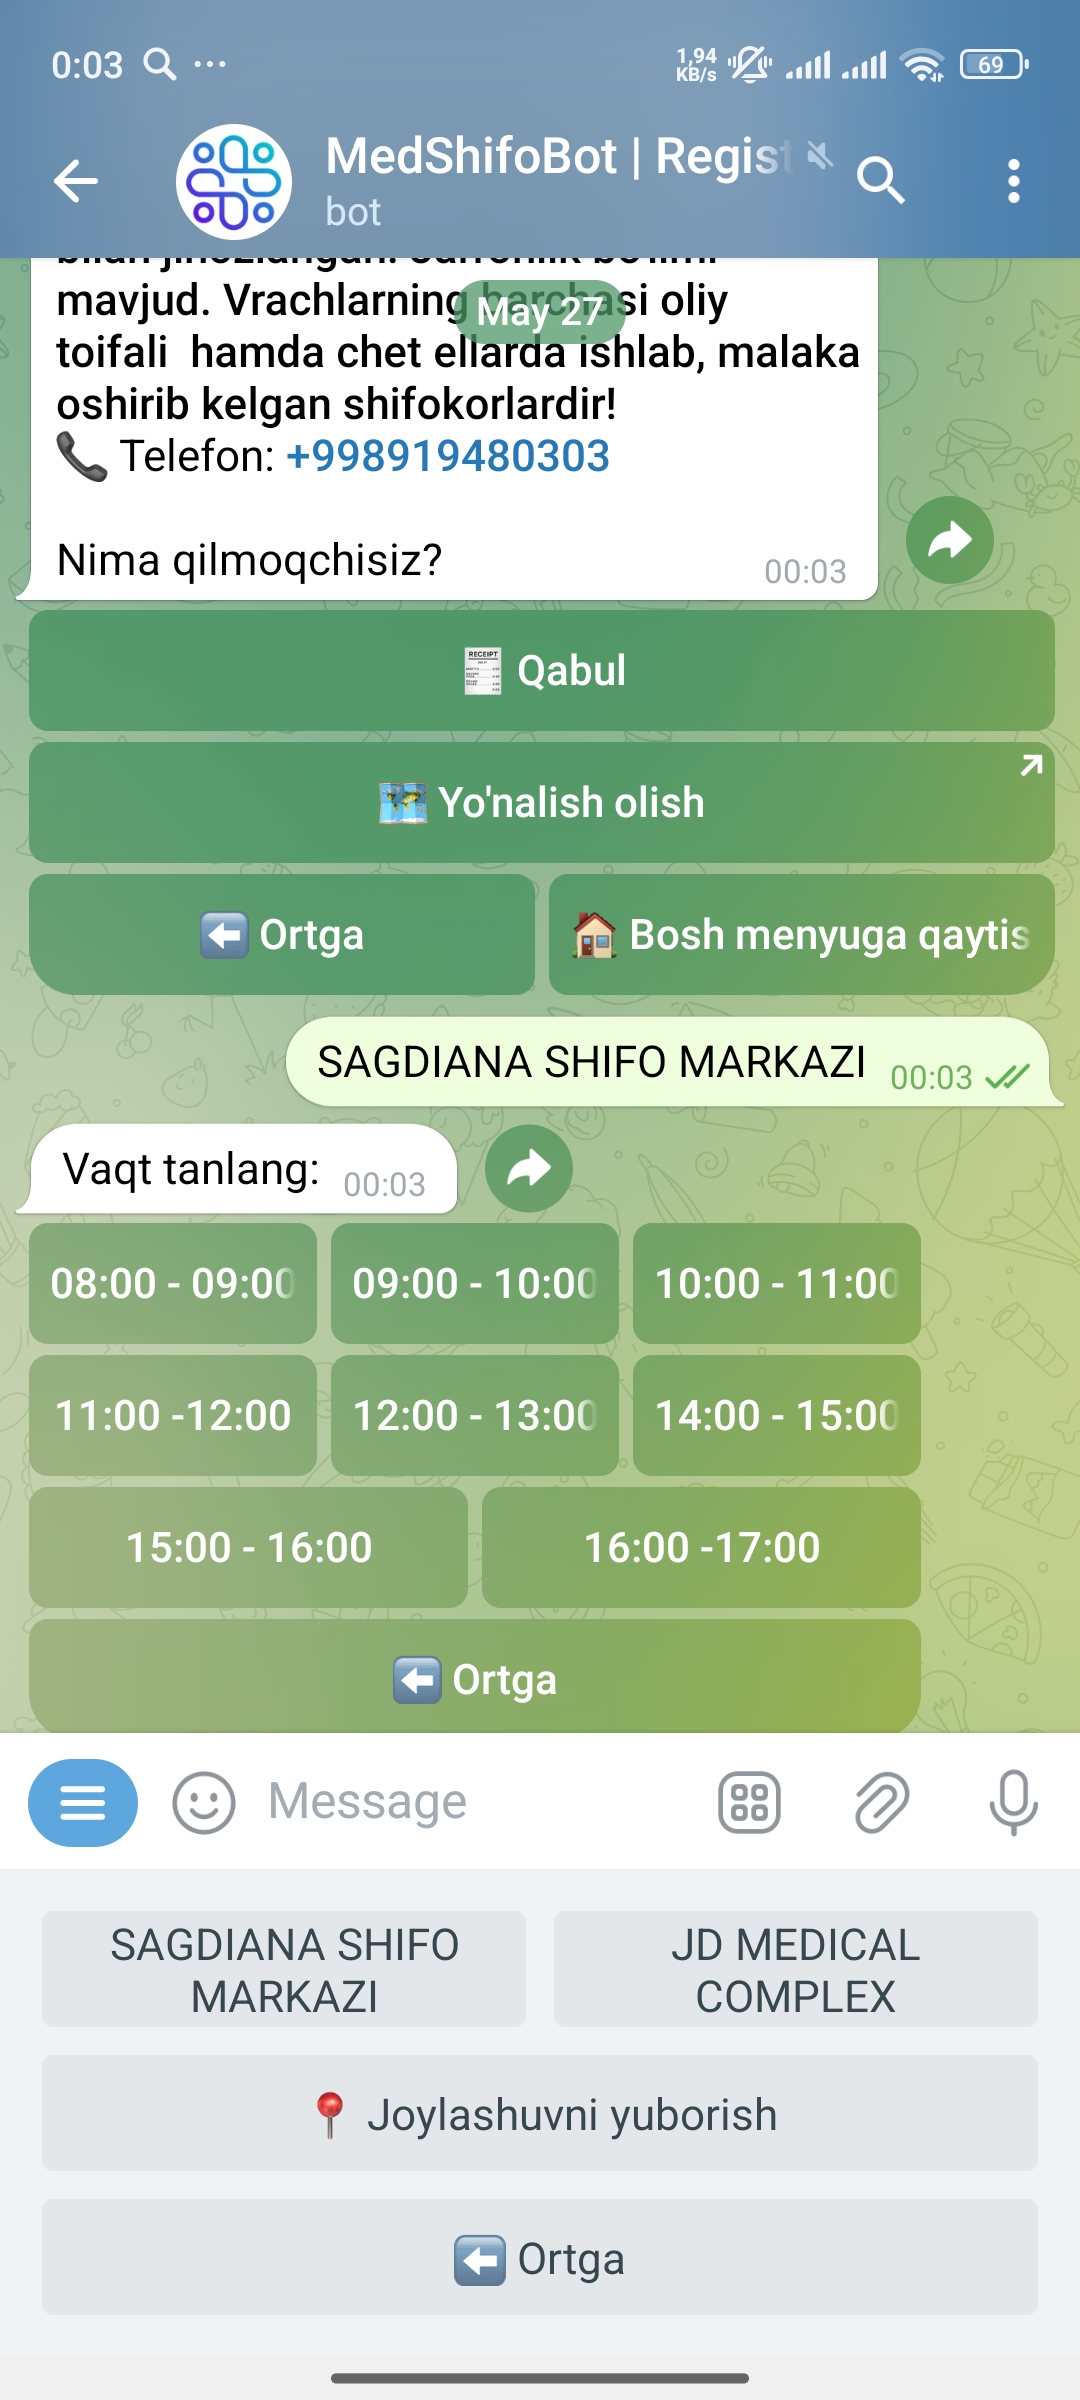 0:03
1,94
KB/s
69
MedShifoBot | Regist
bot
mavjud. Vrachlarning barchasi oliy
May 27
toifali hamda chet ellarda ishlab, malaka
oshirib kelgan shifokorlardir!
Telefon: +998919480303
Nima qilmoqchisiz?
00:03
RECEIPT
Qabul
Yo'nalish olish
Ortga
Bosh menyuga qaytis
SAGDIANA SHIFO MARKAZI
00:03
Vaqt tanlang:
00:03
08:00 - 09:00
09:00 - 10:00
10:00 - 11:00
11:00 -12:00
12:00 - 13:00
14:00 - 15:00
15:00 - 16:00
16:00 -17:00
Ortga
Message
SAGDIANA SHIFO
MARKAZI
JD MEDICAL
COMPLEX
Joylashuvni yuborish
Ortga